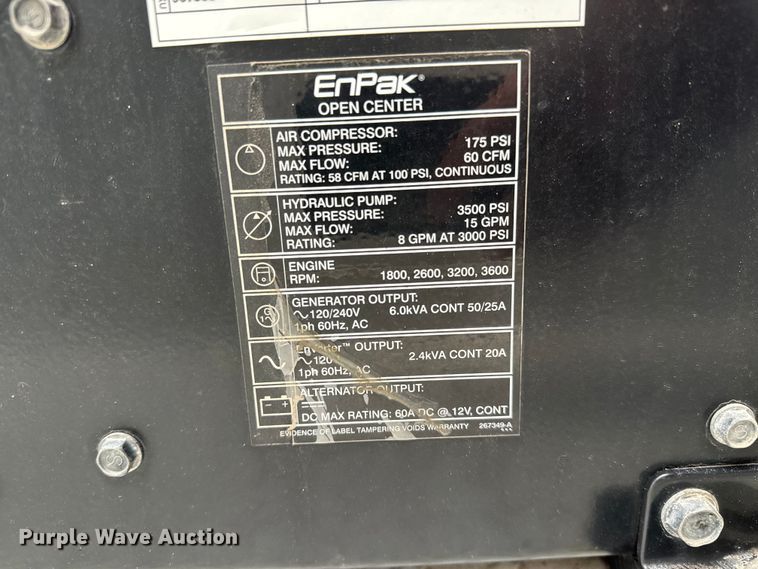 EnPak®
OPEN CENTER
AIR COMPRESSOR:
MAX PRESSURE: 175 PSI
MAX FLOW: 60 CFM
RATING: 58 CFM AT 100 PSI, CONTINUOUS
HYDRAULIC PUMP:
MAX PRESSURE: 3500 PSI
MAX FLOW: 15 GPM
RATING: 8 GPM AT 3000 PSI
ENGINE
RPM: 1800, 2600, 3200, 3600
GENERATOR OUTPUT:
120/240V 6.0kVA CONT 50/25A
1ph 60Hz, AC
Enverter™ OUTPUT:
120 2.4kVA CONT 20A
1ph 60Hz, AC
ALTERNATOR OUTPUT:
DC MAX RATING: 60A DC @ 12V, CONT
EVIDENCE OF LABEL TAMPERING VOIDS WARRANTY 267349-A
Purple Wave Auction